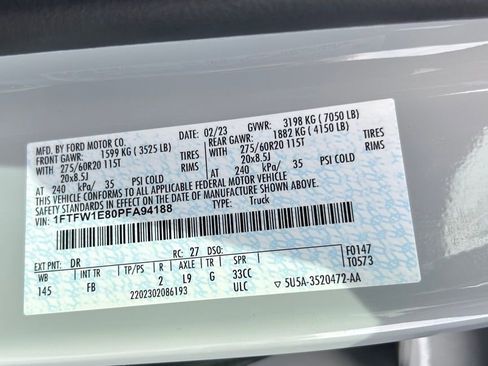 MFD. BY FORD MOTOR CO.
DATE: 02/23 GVWR: 3198 KG ( 7050 LB)
FRONT GAWR: 1599 KG ( 3525 LB) REAR GAWR: 1882 KG ( 4150 LB)
275/60R20 115T TIRES 275/60R20 115T TIRES
20x8.5J RIMS 20x8.5J RIMS
AT 240 kPa/ 35 PSI COLD AT 240 kPa/ 35 PSI COLD
THIS VEHICLE CONFORMS TO ALL APPLICABLE FEDERAL MOTOR VEHICLE
SAFETY STANDARDS IN EFFECT ON THE DATE OF MANUFACTURE SHOWN ABOVE.
VIN: 1FTFW1E80PFA94188
TYPE: Truck
F0147
T0573
EXT PNT: DR RC: 27 DSO:
WB INT TR TP/PS R AXLE TR SPR
145 FB 2 L9 G 33CC
ULC
2202302086193
▽ 5U5A-3520472-AA